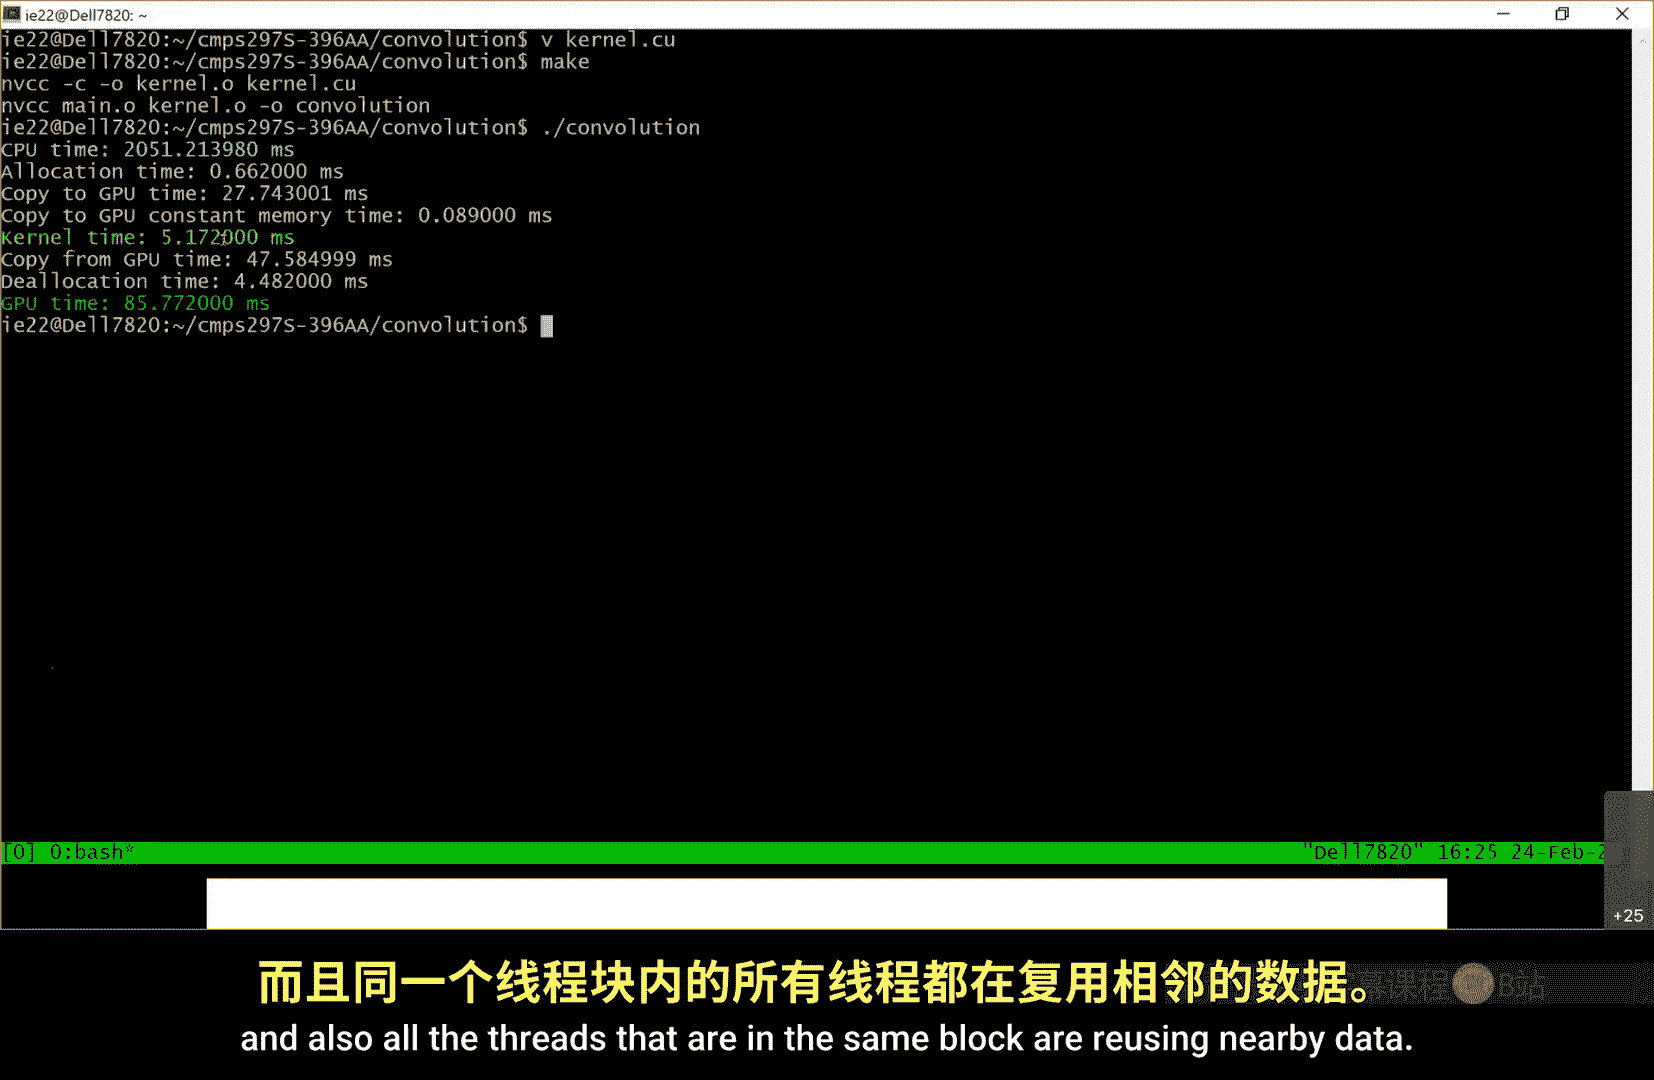 ie22@Dell7820: ~
ie22@Dell7820:~/cmps297S-396AA/convolution$ v kernel.cu
ie22@Dell7820:~/cmps297S-396AA/convolution$ make
nvcc -c -o kernel.o kernel.cu
nvcc main.o kernel.o -o convolution
ie22@Dell7820:~/cmps297S-396AA/convolution$ ./convolution
CPU time: 2051.213980 ms
Allocation time: 0.662000 ms
Copy to GPU time: 27.743001 ms
Copy to GPU constant memory time: 0.089000 ms
Kernel time: 5.172000 ms
Copy from GPU time: 47.584999 ms
Deallocation time: 4.482000 ms
GPU time: 85.772000 ms
ie22@Dell7820:~/cmps297S-396AA/convolution$
[0] 0:bash* "Dell7820" 16:25 24-Feb-2
+25
而且同一个线程块内的所有线程都在复用相邻的数据。
课程 B站
and also all the threads that are in the same block are reusing nearby data.